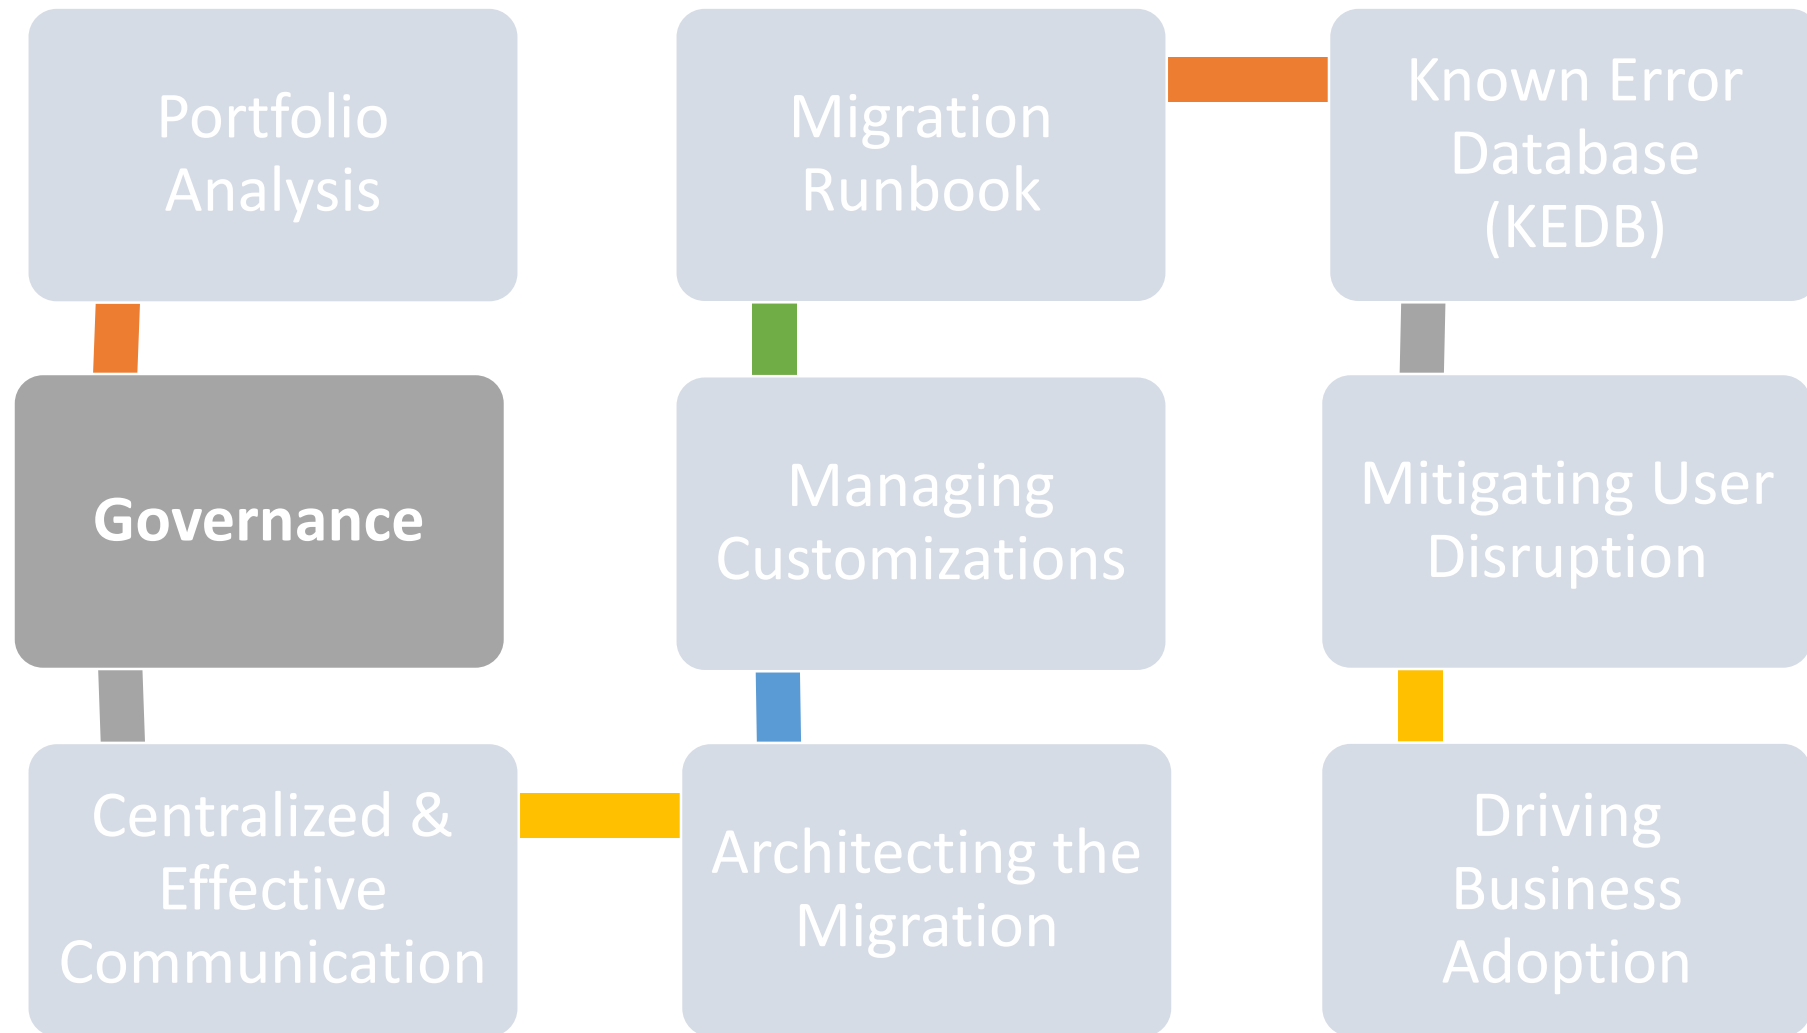 Portfolio
Analysis
Governance
Centralized &
Effective
Communication
Architecting the
Migration
Managing
Customizations
Migration
Runbook
Known Error
Database
(KEDB)
Mitigating User
Disruption
Driving
Business
Adoption